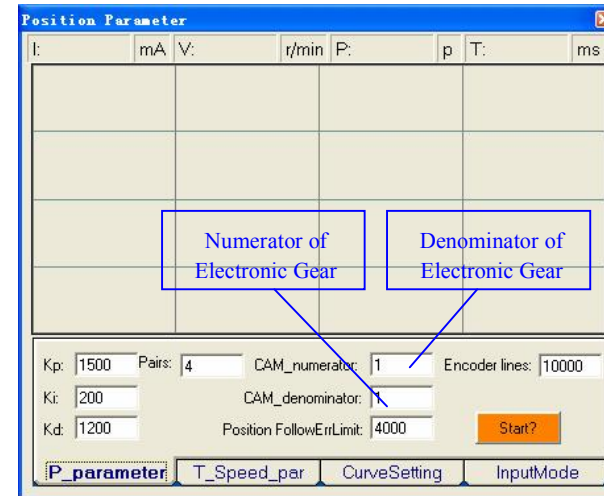 Position Parameter
I: mA V: r/min P: p T: ms
Numerator of
Electronic Gear
Denominator of
Electronic Gear
Kp: 1500 Pairs: 4 CAM_numerator: 1 Encoder lines: 10000
Ki: 200 CAM_denominator: 1
Kd: 1200 Position FollowErrLimit: 4000 Start?
P_parameter T_Speed_par CurveSetting InputMode